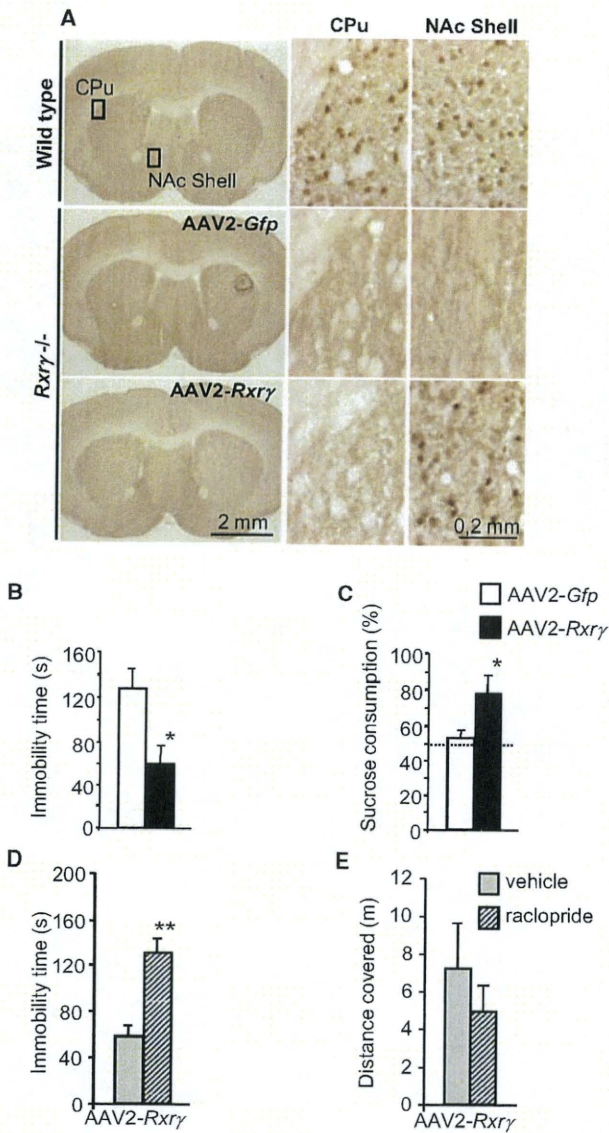 A
CPu NAc Shell
Wild type
CPu
NAc Shell
Rxrγ-/-
AAV2-Gfp
AAV2-Rxrγ
2 mm
0,2 mm
B
Immobility time (s)
160
120
80
40
0
*
C
AAV2-Gfp
AAV2-Rxrγ
Sucrose consumption (%)
100
80
60
40
60
40
20
0
*
D
Immobility time (s)
200
160
120
80
40
0
**
AAV2-Rxrγ
E
vehicle
raclopride
Distance covered (m)
12
10
8
6
4
2
0
AAV2-Rxrγ